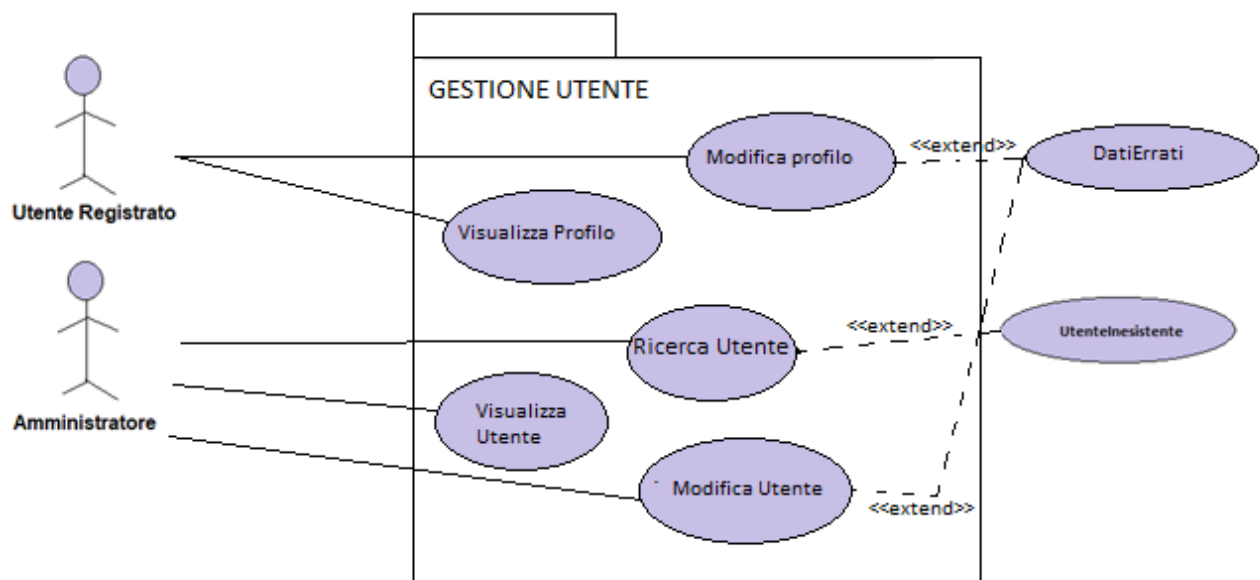 GESTIONE UTENTE
Modifica profilo
<<extend>>
DatiErrati
Utente Registrato
Visualizza Profilo
<<extend>>
UtenteInesistente
Ricerca Utente
Amministratore
Visualizza
Utente
Modifica Utente
<<extend>>